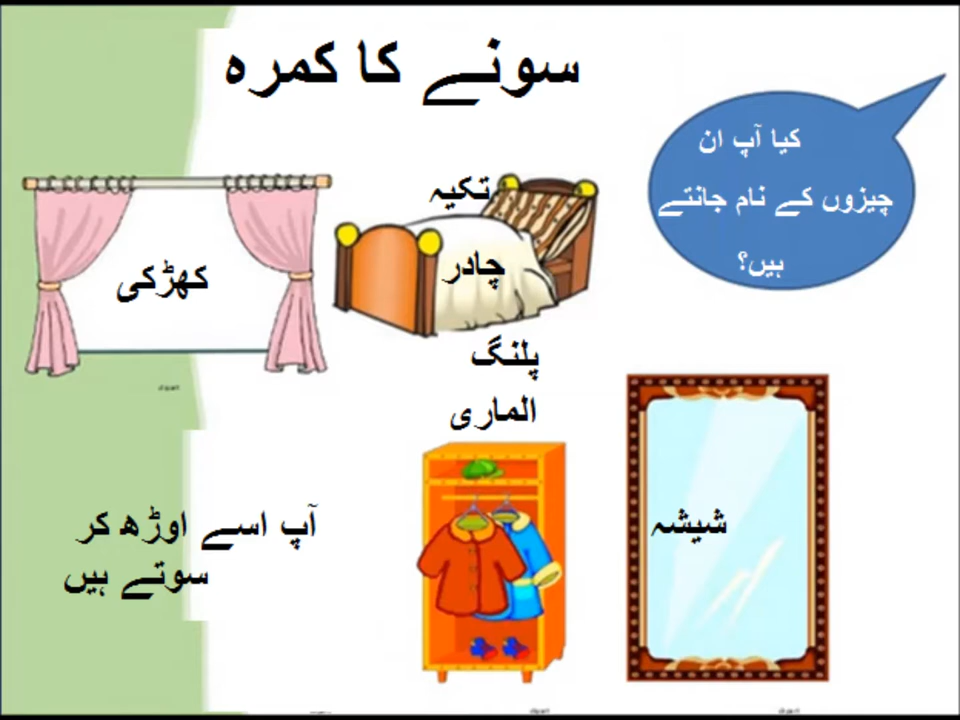 سونے کا کمرہ
کیا آپ ان
چیزوں کے نام جانتے
ہیں؟
تکیہ
چادر
کھڑکی
پلنگ
الماری
شیشہ
آپ اسے اوڑھ کر
سوتے ہیں